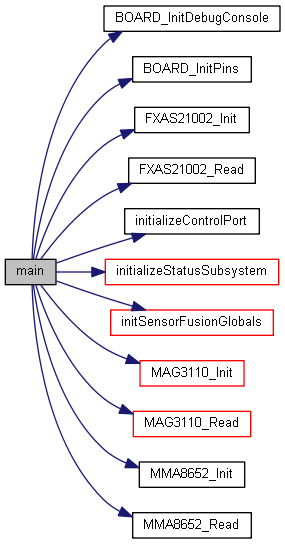 BOARD_InitDebugConsole
BOARD_InitPins
FXAS21002_Init
FXAS21002_Read
initializeControlPort
main
initializeStatusSubsystem
initSensorFusionGlobals
MAG3110_Init
MAG3110_Read
MMA8652_Init
MMA8652_Read